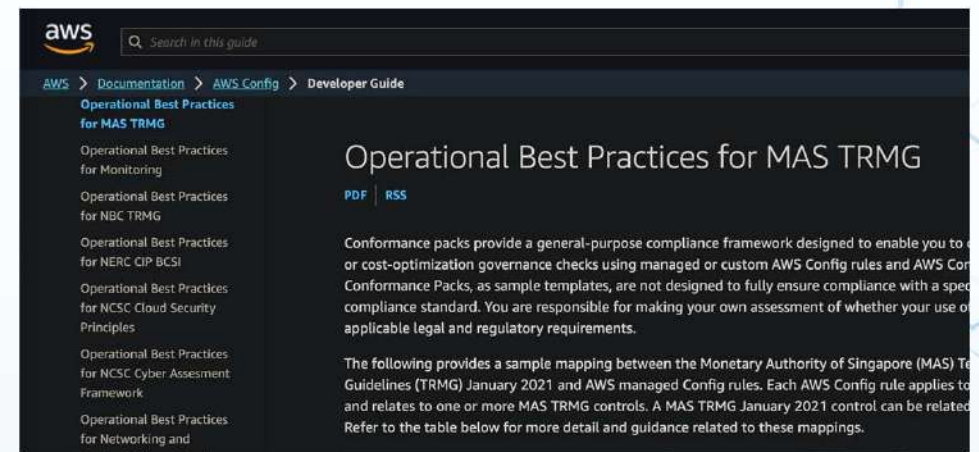 aws
Search in this guide
AWS > Documentation > AWS Config > Developer Guide
Operational Best Practices
for MAS TRMG
Operational Best Practices
for Monitoring
Operational Best Practices
for NBC TRMG
Operational Best Practices
for NERC CIP BCSI
Operational Best Practices
for NCSC Cloud Security
Principles
Operational Best Practices
for NCSC Cyber Assesment
Framework
Operational Best Practices
for Networking and
Operational Best Practices for MAS TRMG
PDF | RSS
Conformance packs provide a general-purpose compliance framework designed to enable you to
or cost-optimization governance checks using managed or custom AWS Config rules and AWS
Conformance Packs, as sample templates, are not designed to fully ensure compliance with a
compliance standard. You are responsible for making your own assessment of whether your use
applicable legal and regulatory requirements.
The following provides a sample mapping between the Monetary Authority of Singapore (MAS)
Guidelines (TRMG) January 2021 and AWS managed Config rules. Each AWS Config rule applies to
and relates to one or more MAS TRMG controls. A MAS TRMG January 2021 control can be related
Refer to the table below for more detail and guidance related to these mappings.